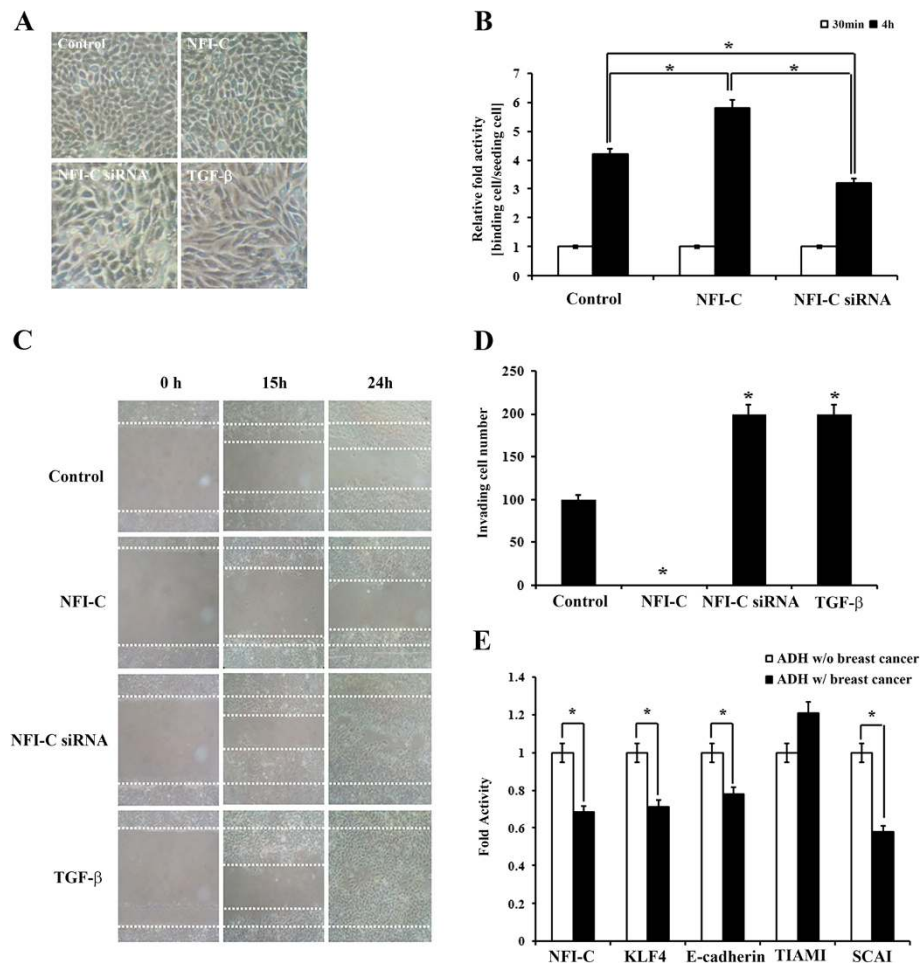 A
Control
NFI-C
NFI-C siRNA
TGF-β
B
30min
4h
*
*
*
Relative fold activity
[binding cell/seeding cell]
7
6
5
4
3
2
1
0
Control
NFI-C
NFI-C siRNA
C
0 h
15h
24h
Control
NFI-C
NFI-C siRNA
TGF-β
D
Invading cell number
250
200
150
100
50
0
*
*
*
Control
NFI-C
NFI-C siRNA
TGF-β
E
ADH w/o breast cancer
ADH w/ breast cancer
Fold Activity
1.4
1.2
1
0.8
0.6
0.4
0.2
0
*
*
*
*
NFI-C
KLF4
E-cadherin
TIAMI
SCAI